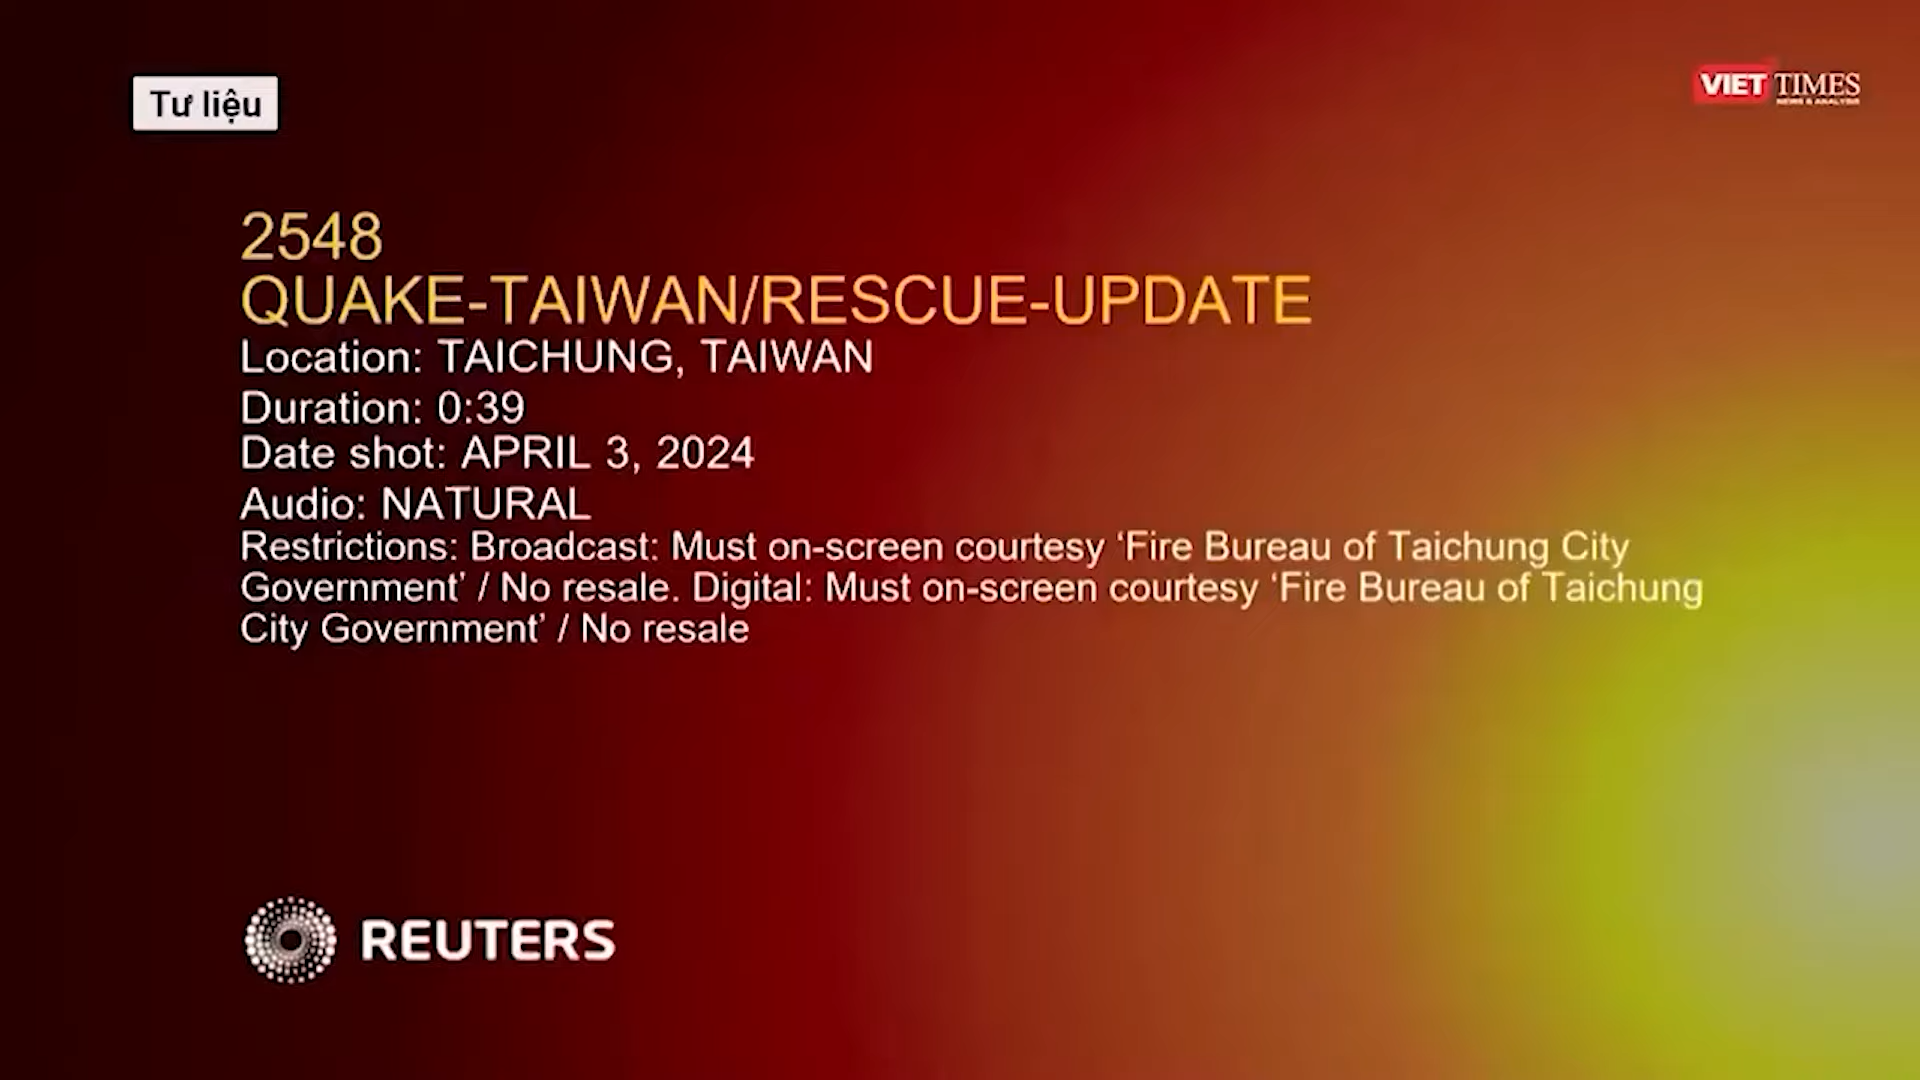 Tư liệu
VIET TIMES
NEWS & ANALYSIS
2548
QUAKE-TAIWAN/RESCUE-UPDATE
Location: TAICHUNG, TAIWAN
Duration: 0:39
Date shot: APRIL 3, 2024
Audio: NATURAL
Restrictions: Broadcast: Must on-screen courtesy ‘Fire Bureau of Taichung City
Government’ / No resale. Digital: Must on-screen courtesy ‘Fire Bureau of Taichung
City Government’ / No resale
REUTERS